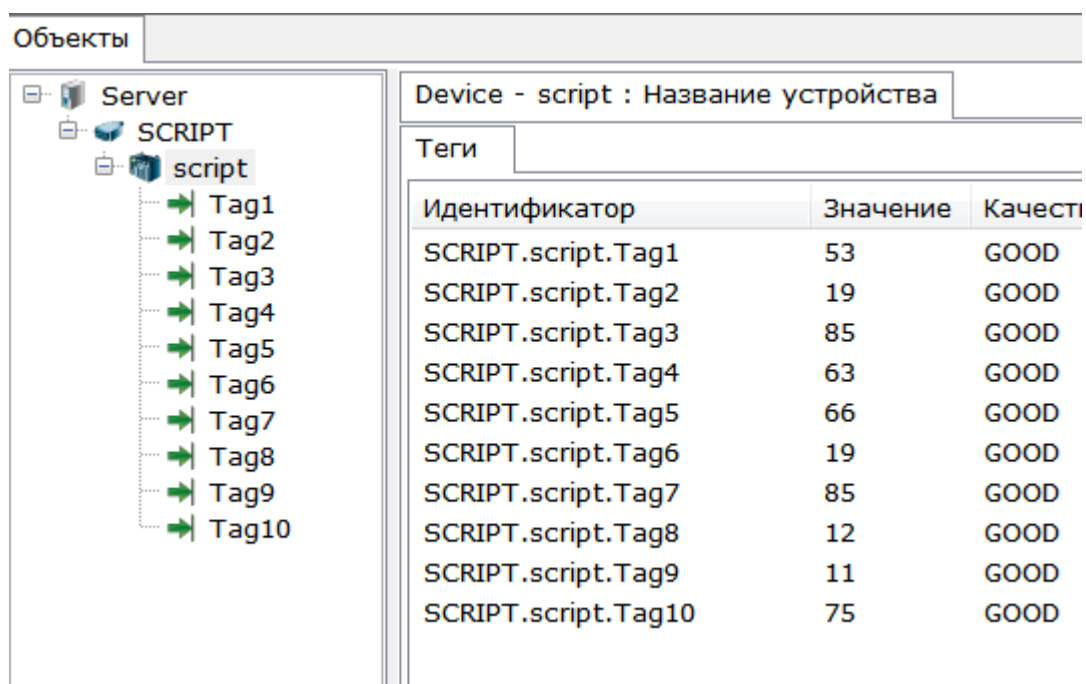 Объекты
Server
SCRIPT
script
Tag1
Tag2
Tag3
Tag4
Tag5
Tag6
Tag7
Tag8
Tag9
Tag10
Device - script : Название устройства
Теги
Идентификатор Значение
SCRIPT.script.Tag1 53 GOOD
SCRIPT.script.Tag2 19 GOOD
SCRIPT.script.Tag3 85 GOOD
SCRIPT.script.Tag4 63 GOOD
SCRIPT.script.Tag5 66 GOOD
SCRIPT.script.Tag6 19 GOOD
SCRIPT.script.Tag7 85 GOOD
SCRIPT.script.Tag8 12 GOOD
SCRIPT.script.Tag9 11 GOOD
SCRIPT.script.Tag10 75 GOOD